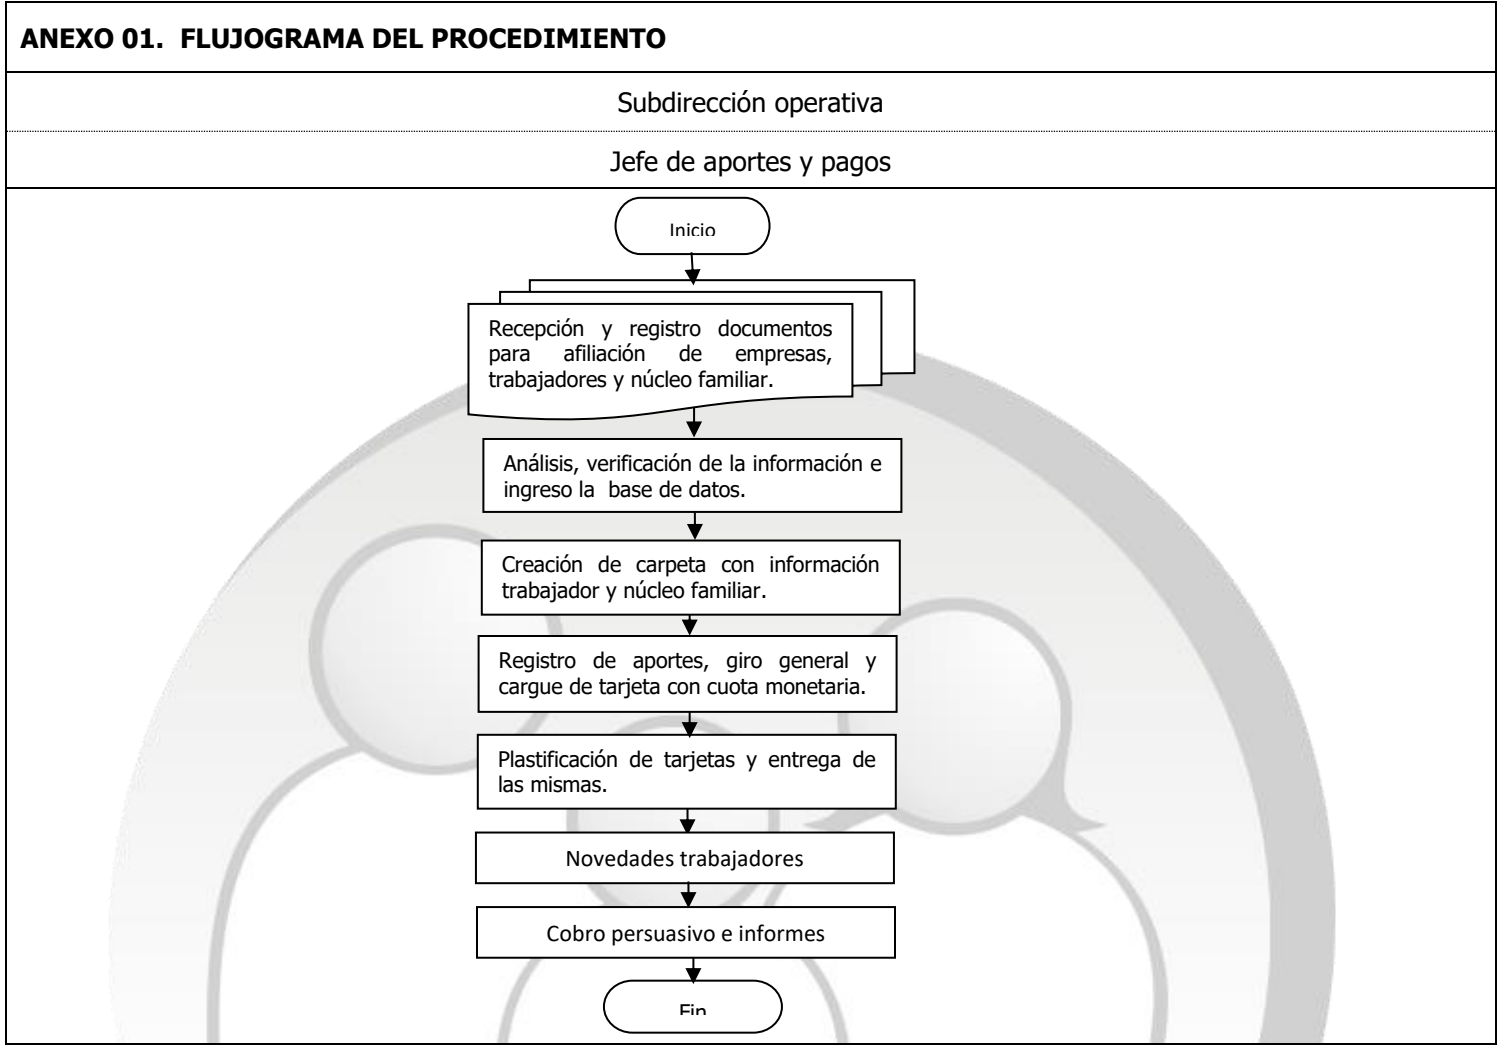 ANEXO 01. FLUJOGRAMA DEL PROCEDIMIENTO
Subdirección operativa
Jefe de aportes y pagos
Inicio
Recepción y registro documentos
para afiliación de empresas,
trabajadores y núcleo familiar.
Análisis, verificación de la información e
ingreso la base de datos.
Creación de carpeta con información
trabajador y núcleo familiar.
Registro de aportes, giro general y
cargue de tarjeta con cuota monetaria.
Plastificación de tarjetas y entrega de
las mismas.
Novedades trabajadores
Cobro persuasivo e informes
Fin